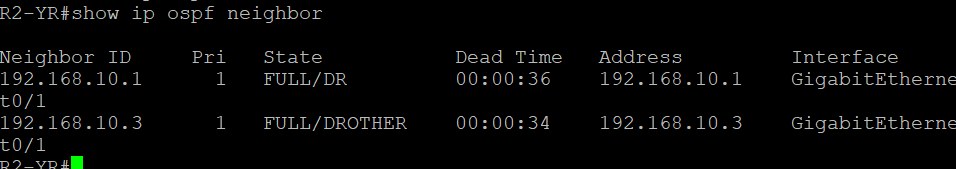 R2-YR#show ip ospf neighbor
Neighbor ID     Pri   State           Dead Time   Address         Interface
192.168.10.1      1   FULL/DR         00:00:36    192.168.10.1    GigabitEtherne
t0/1
192.168.10.3      1   FULL/DROTHER    00:00:34    192.168.10.3    GigabitEtherne
t0/1
R2-YR#